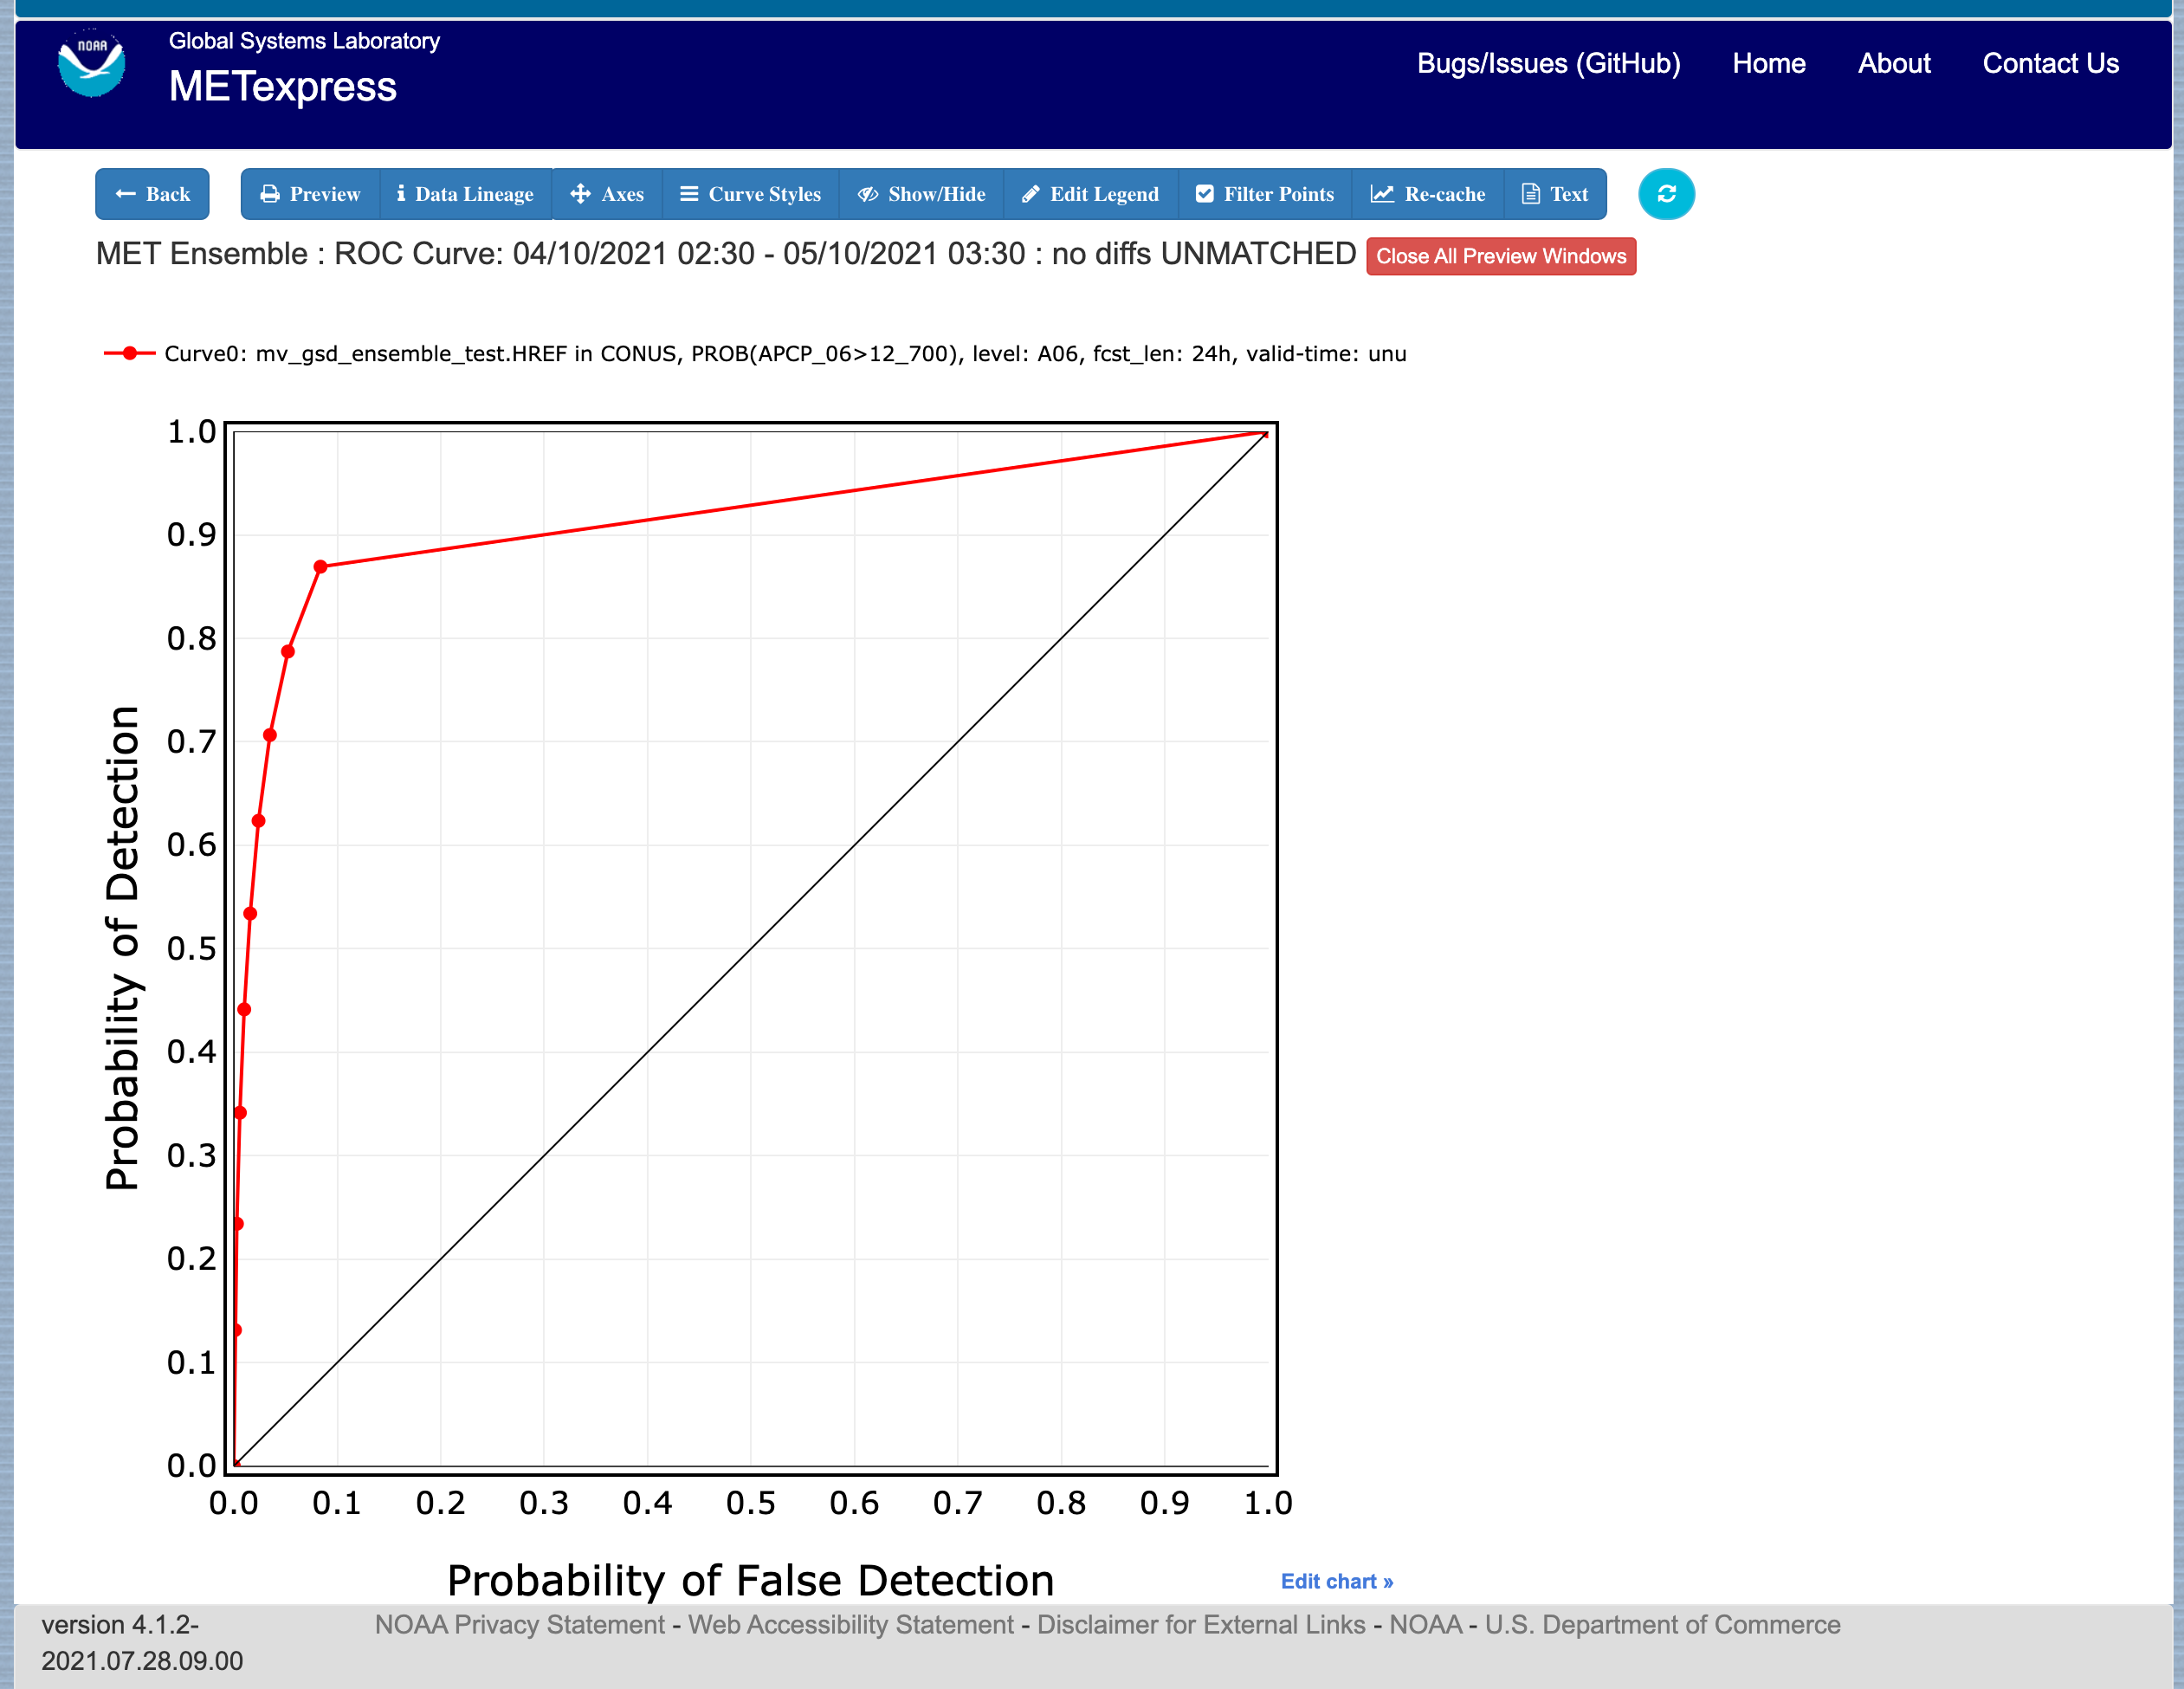 NOAA
Global Systems Laboratory
METexpress
Bugs/Issues (GitHub) Home About Contact Us
Back Preview Data Lineage Axes Curve Styles Show/Hide Edit Legend Filter Points Re-cache Text
MET Ensemble : ROC Curve: 04/10/2021 02:30 - 05/10/2021 03:30 : no diffs UNMATCHED Close All Preview Windows
Curve0: mv_gsd_ensemble_test.HREF in CONUS, PROB(APCP_06>12_700), level: A06, fcst_len: 24h, valid-time: unu
Probability of Detection
1.0
0.9
0.8
0.7
0.6
0.5
0.4
0.3
0.2
0.1
0.0
0.0 0.1 0.2 0.3 0.4 0.5 0.6 0.7 0.8 0.9 1.0
Probability of False Detection
Edit chart »
version 4.1.2-
2021.07.28.09.00
NOAA Privacy Statement - Web Accessibility Statement - Disclaimer for External Links - NOAA - U.S. Department of Commerce